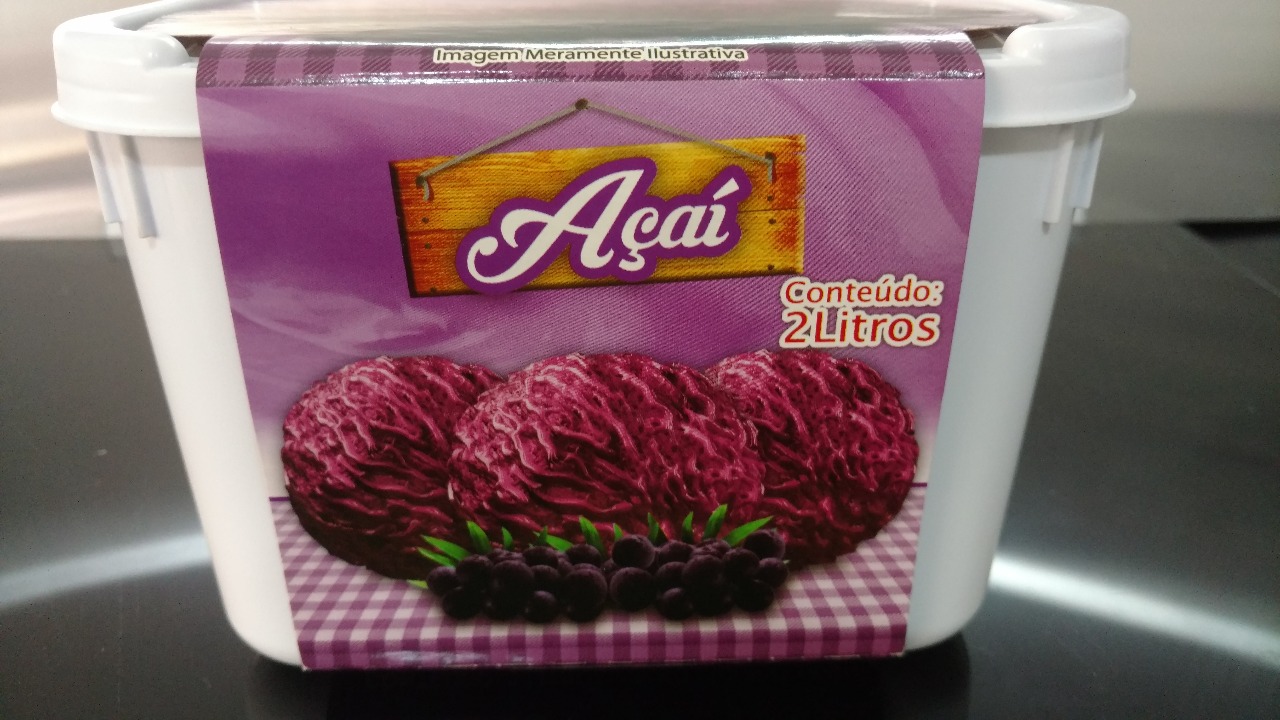 Imagem Meramente Ilustrativa
Açaí
Conteúdo:
2Litros